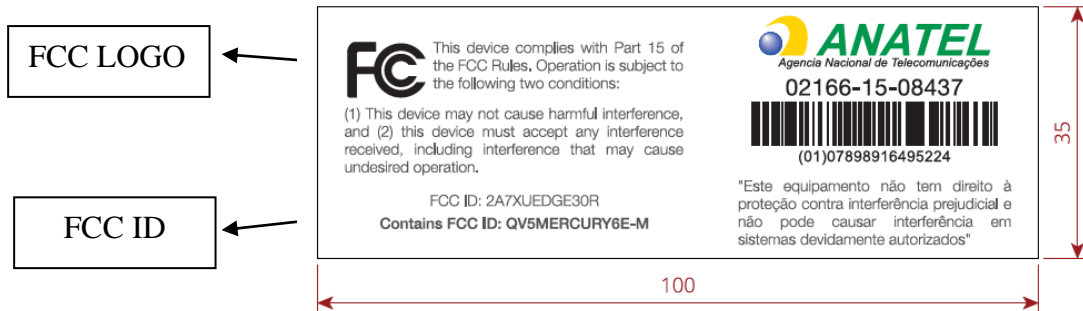 FCC LOGO
FCC ID
FC
This device complies with Part 15 of
the FCC Rules. Operation is subject to
the following two conditions:
(1) This device may not cause harmful interference,
and (2) this device must accept any interference
received, including interference that may cause
undesired operation.
FCC ID: 2A7XUEDGE30R
Contains FCC ID: QV5MERCURY6E-M
ANATEL
Agencia Nacional de Telecomunicações
02166-15-08437
(01)07898916495224
"Este equipamento não tem direito à
proteção contra interferência prejudicial e
não pode causar interferência em
sistemas devidamente autorizados"
35
100